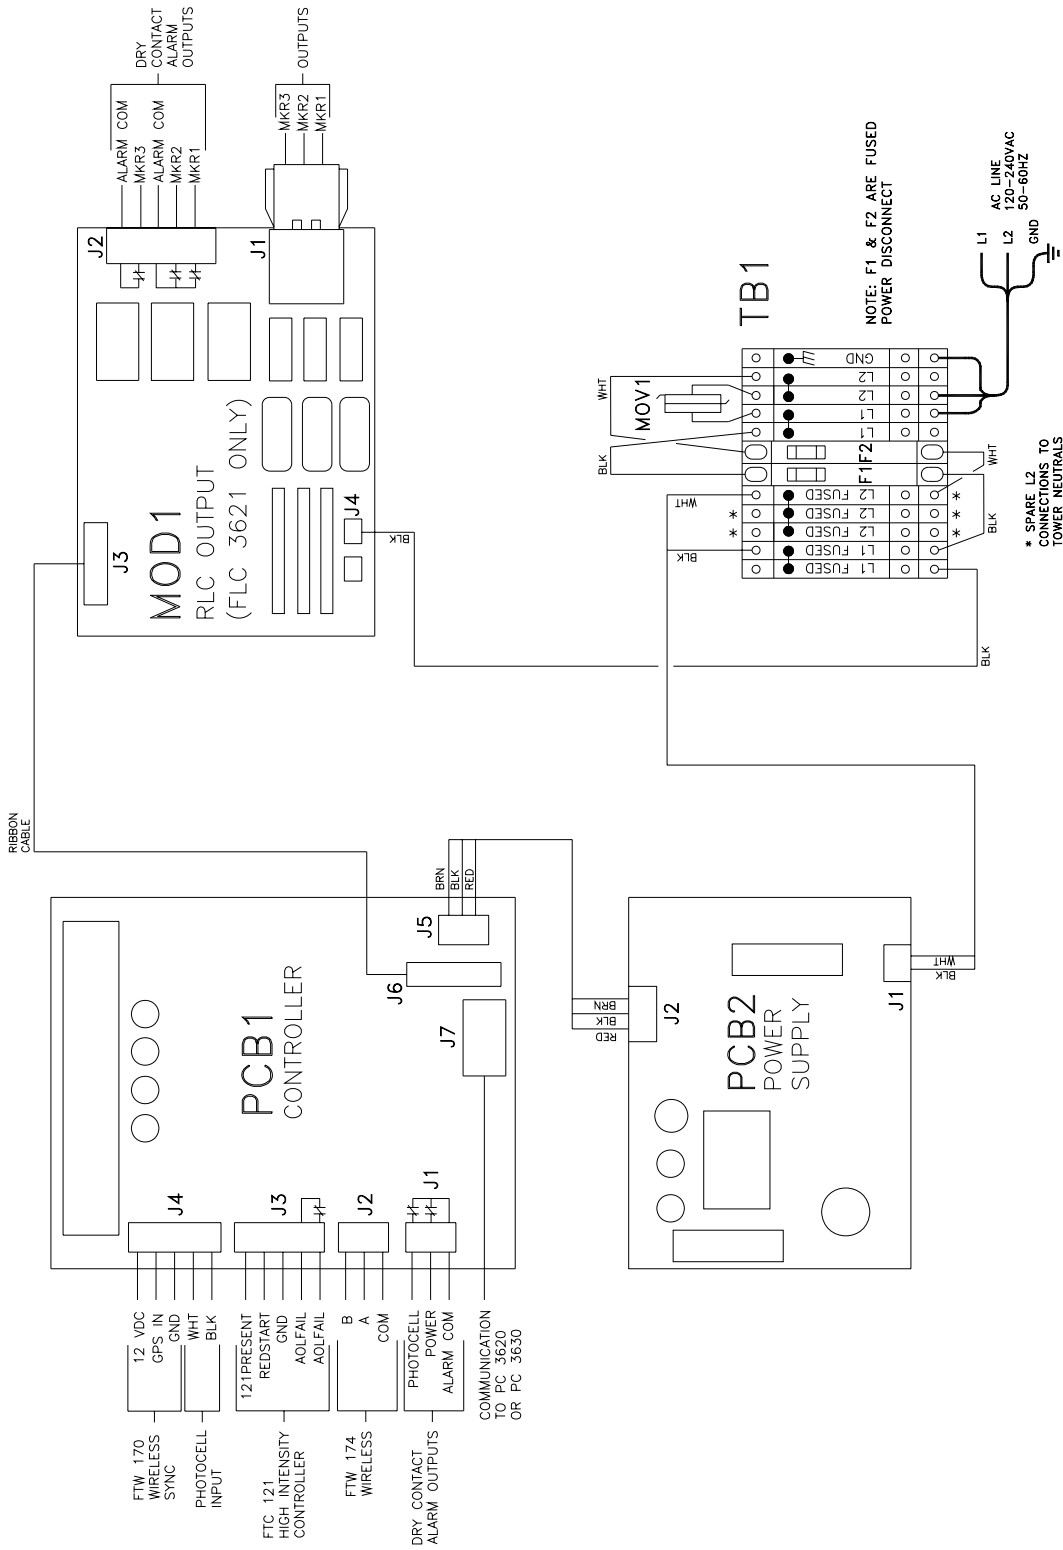 DRY
CONTACT
ALARM
OUTPUTS
ALARM COM
MKR3
ALARM COM
MKR2
MKR1
OUTPUTS
MKR3
MKR2
MKR1
J2
J1
J3
MOD1
RLC OUTPUT
(FLC 3621 ONLY)
J4
BLK
RIBBON
CABLE
TB1
NOTE: F1 & F2 ARE FUSED
POWER DISCONNECT
AC LINE
120-240VAC
50-60HZ
L1
L2
GND
MOV1
WHT
BLK
GND
L2
L2
L1
L1
F2
F1
L2 FUSED
L2 FUSED
L2 FUSED
L1 FUSED
L1 FUSED
WHT
BLK
WHT
BLK
*
*
*
*
*
* SPARE L2
CONNECTIONS TO
TOWER NEUTRALS
BLK
PCB1
CONTROLLER
J5
BRN
BLK
RED
J6
J7
J4
J3
J2
J1
12 VDC
GPS IN
GND
WHT
BLK
FTW 170
WIRELESS
SYNC
PHOTOCELL
INPUT
121PRESENT
REDSTART
GND
AOLFAIL
AOLFAIL
FTC 121
HIGH INTENSITY
CONTROLLER
B
A
COM
FTW 174
WIRELESS
PHOTOCELL
POWER
ALARM COM
DRY CONTACT
ALARM OUTPUTS
COMMUNICATION
TO PC 3620
OR PC 3630
PCB2
POWER
SUPPLY
J2
BRN
BLK
RED
J1
WHT
BLK